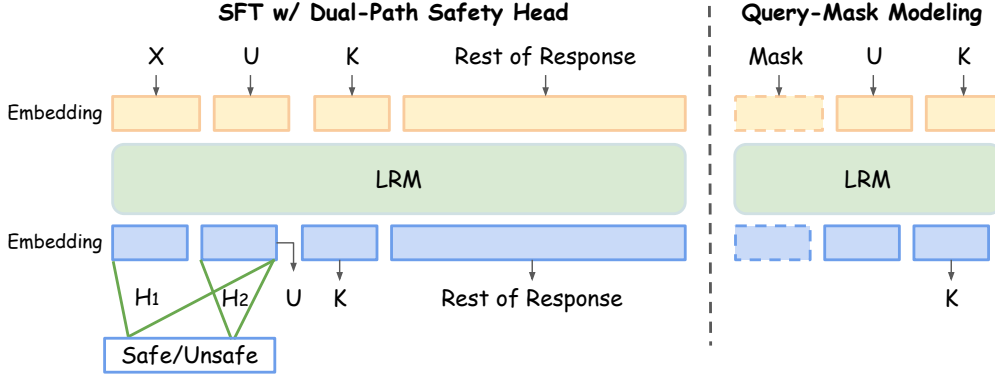 SFT w/ Dual-Path Safety Head
Query-Mask Modeling
X U K Rest of Response
Mask U K
Embedding
LRM
LRM
Embedding
H1 H2 U K Rest of Response
K
Safe/Unsafe